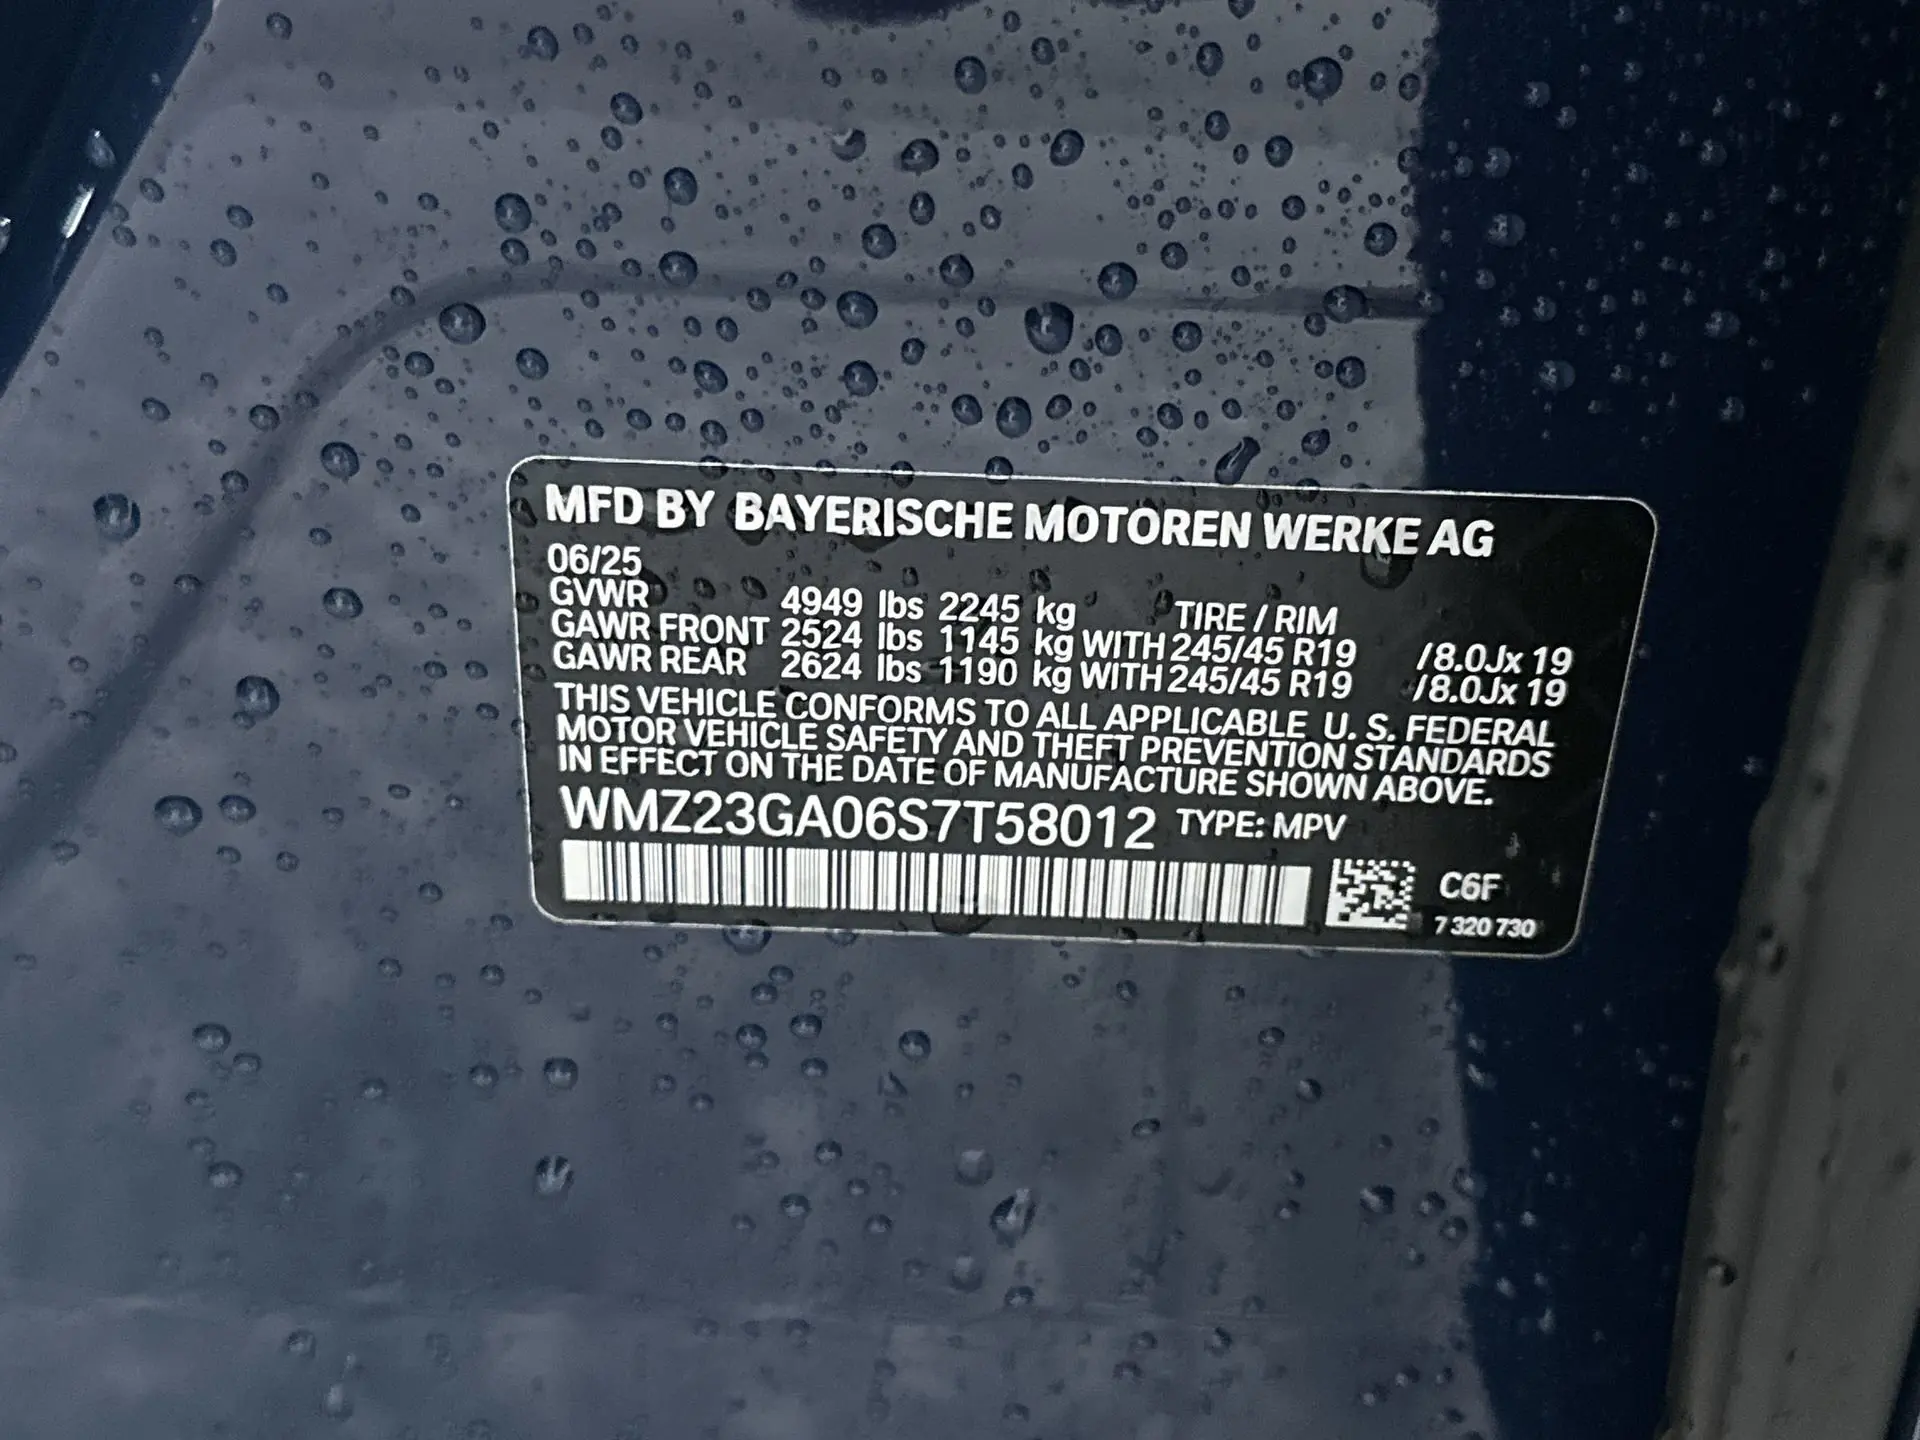 MFD BY BAYERISCHE MOTOREN WERKE AG
06/25
GVWR 4949 lbs 2245 kg TIRE / RIM
GAWR FRONT 2524 lbs 1145 kg WITH 245/45 R19 /8.0Jx 19
GAWR REAR 2624 lbs 1190 kg WITH 245/45 R19 /8.0Jx 19
THIS VEHICLE CONFORMS TO ALL APPLICABLE U. S. FEDERAL
MOTOR VEHICLE SAFETY AND THEFT PREVENTION STANDARDS
IN EFFECT ON THE DATE OF MANUFACTURE SHOWN ABOVE.
WMZ23GA06S7T58012 TYPE: MPV
C6F
7 320 730